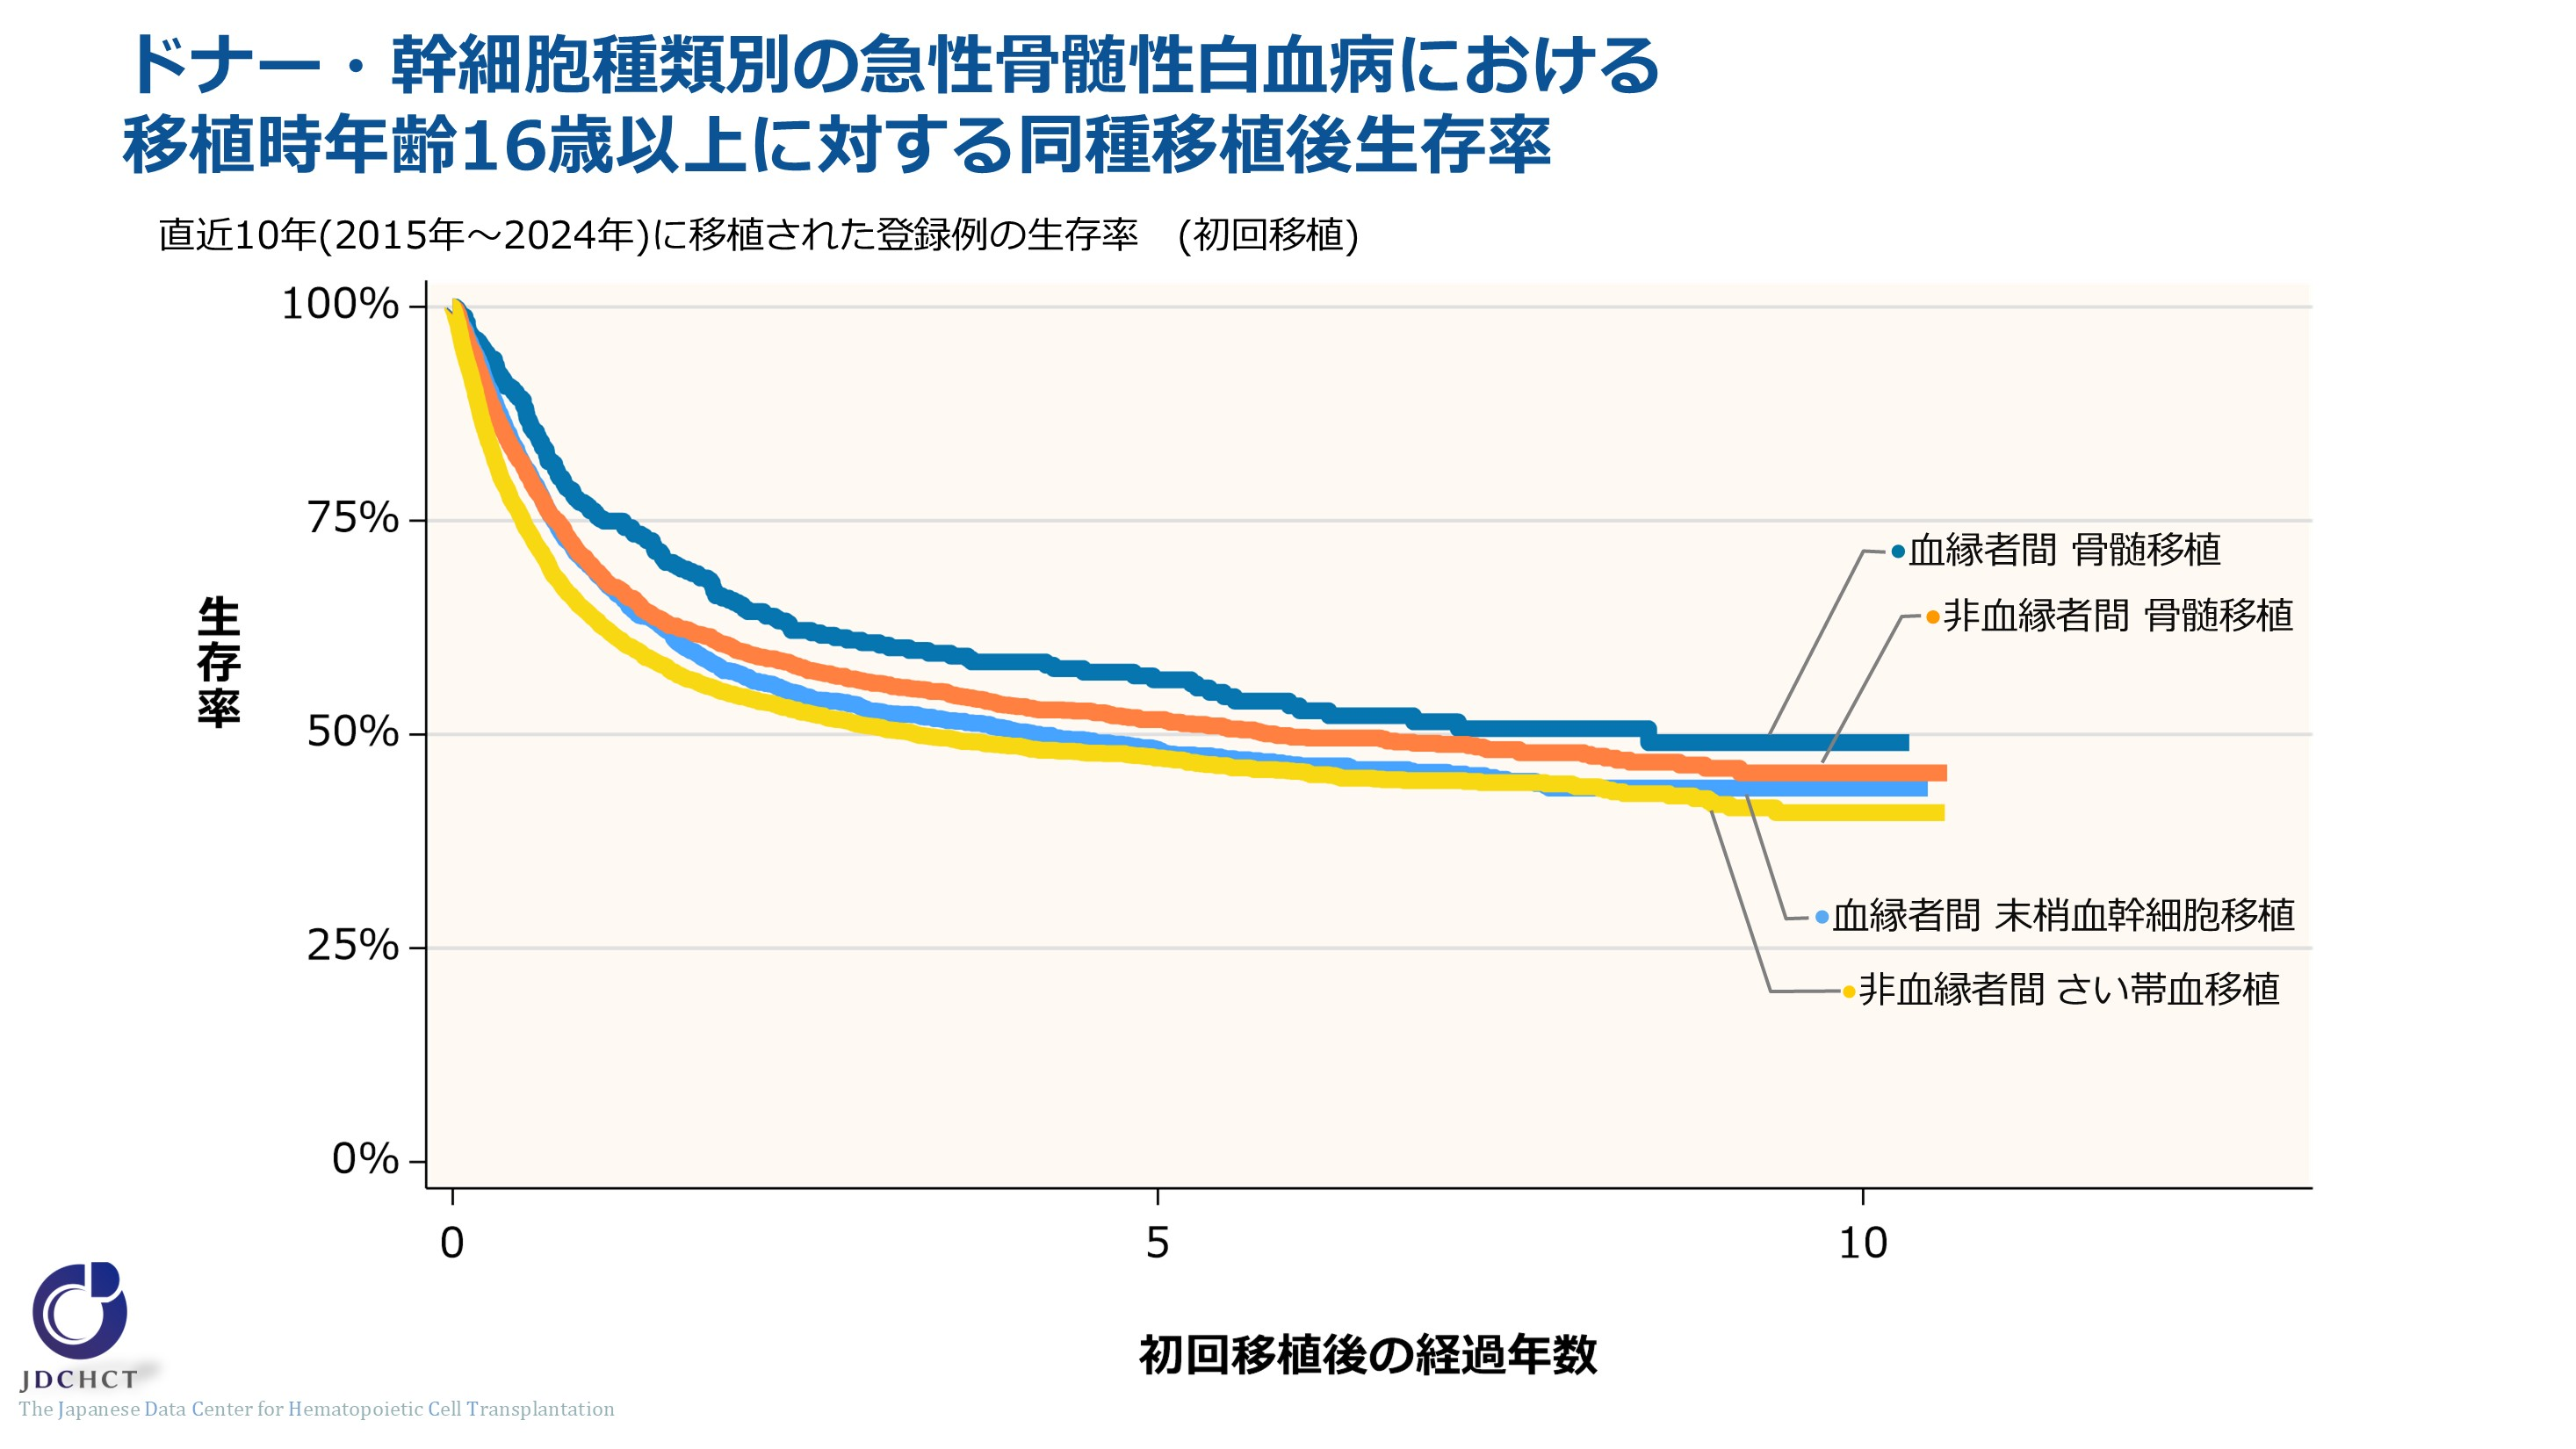 ドナー・幹細胞種類別の急性骨髄性白血病における
移植時年齢16歳以上に対する同種移植後生存率
直近10年(2015年～2024年)に移植された登録例の生存率　(初回移植)
100%
75%
50%
25%
0%
生存率
血縁者間 骨髄移植
非血縁者間 骨髄移植
血縁者間 末梢血幹細胞移植
非血縁者間 さい帯血移植
0
5
10
初回移植後の経過年数
JDCHCT
The Japanese Data Center for Hematopoietic Cell Transplantation